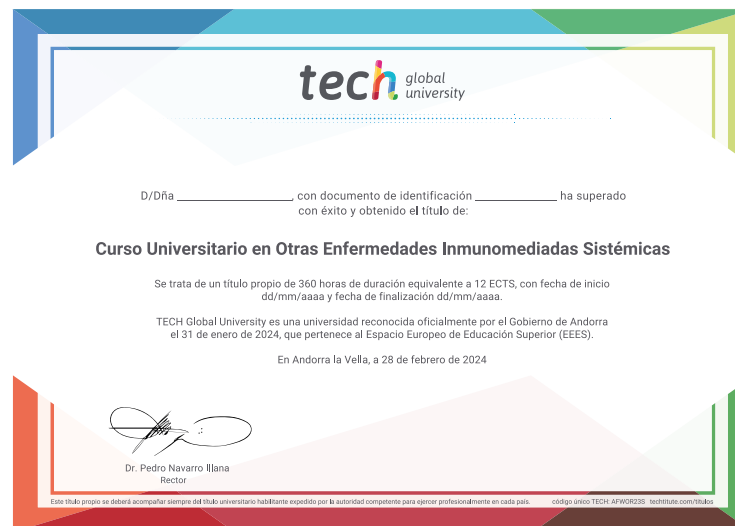 tech global university
D/Dña ______________, con documento de identificación ______________ ha superado
con éxito y obtenido el título de:
Curso Universitario en Otras Enfermedades Inmunomediadas Sistémicas
Se trata de un título propio de 360 horas de duración equivalente a 12 ECTS, con fecha de inicio
dd/mm/aaaa y fecha de finalización dd/mm/aaaa.
TECH Global University es una universidad reconocida oficialmente por el Gobierno de Andorra
el 31 de enero de 2024, que pertenece al Espacio Europeo de Educación Superior (EEES).
En Andorra la Vella, a 28 de febrero de 2024
Dr. Pedro Navarro Illana
Rector
Este título propio se deberá acompañar siempre del título universitario habilitante expedido por la autoridad competente para ejercer profesionalmente en cada país. código único TECH: AFWOR23S techtitute.com/titulos